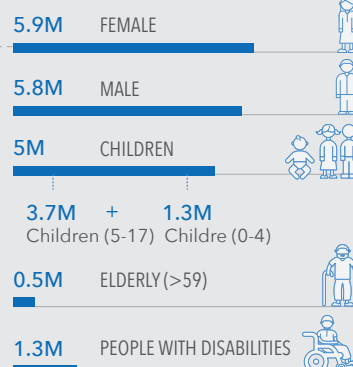 5.9M FEMALE
5.8M MALE
5M CHILDREN
3.7M + 1.3M
Children (5-17) Childre (0-4)
0.5M ELDERLY (>59)
1.3M PEOPLE WITH DISABILITIES